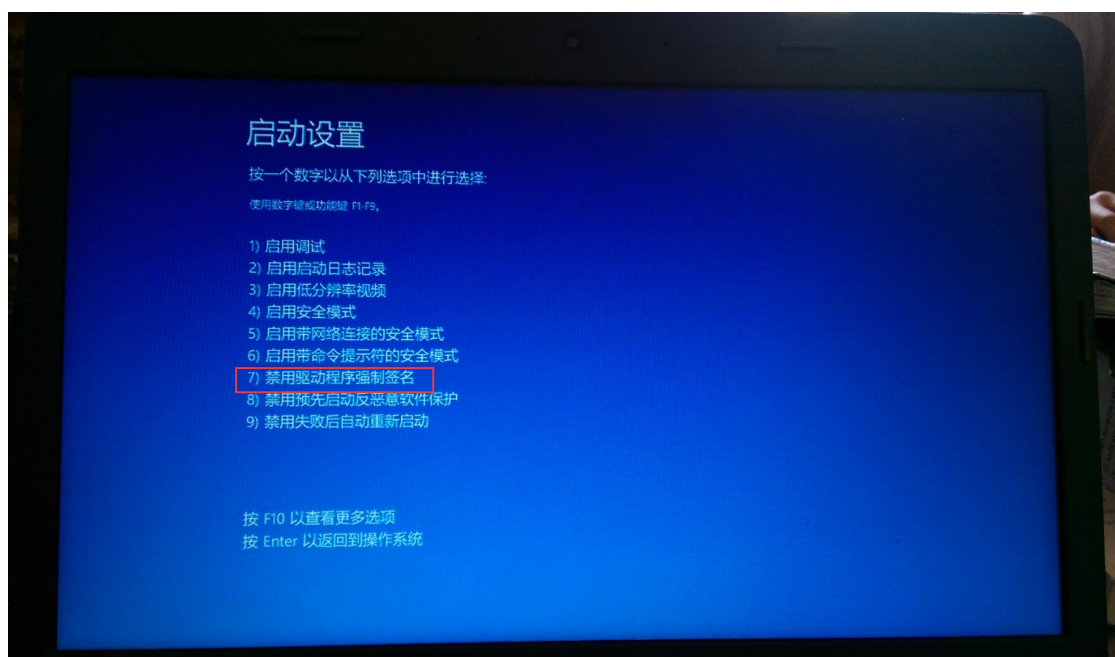 启动设置
按一个数字以从下列选项中进行选择:
使用数字键或功能键 F1-F9。
1) 启用调试
2) 启用启动日志记录
3) 启用低分辨率视频
4) 启用安全模式
5) 启用带网络连接的安全模式
6) 启用带命令提示符的安全模式
7) 禁用驱动程序强制签名
8) 禁用预先启动反恶意软件保护
9) 禁用失败后自动重新启动
按 F10 以查看更多选项
按 Enter 以返回到操作系统